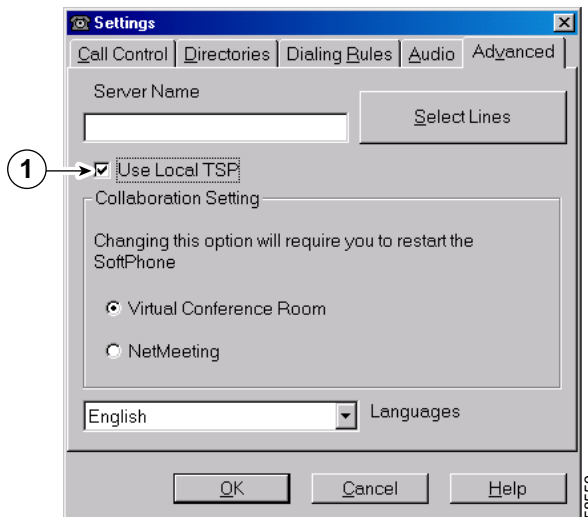 Settings
Call Control Directories Dialing Rules Audio Advanced
Server Name
Select Lines
1
Use Local TSP
Collaboration Setting
Changing this option will require you to restart the
SoftPhone
Virtual Conference Room
NetMeeting
English
Languages
OK Cancel Help